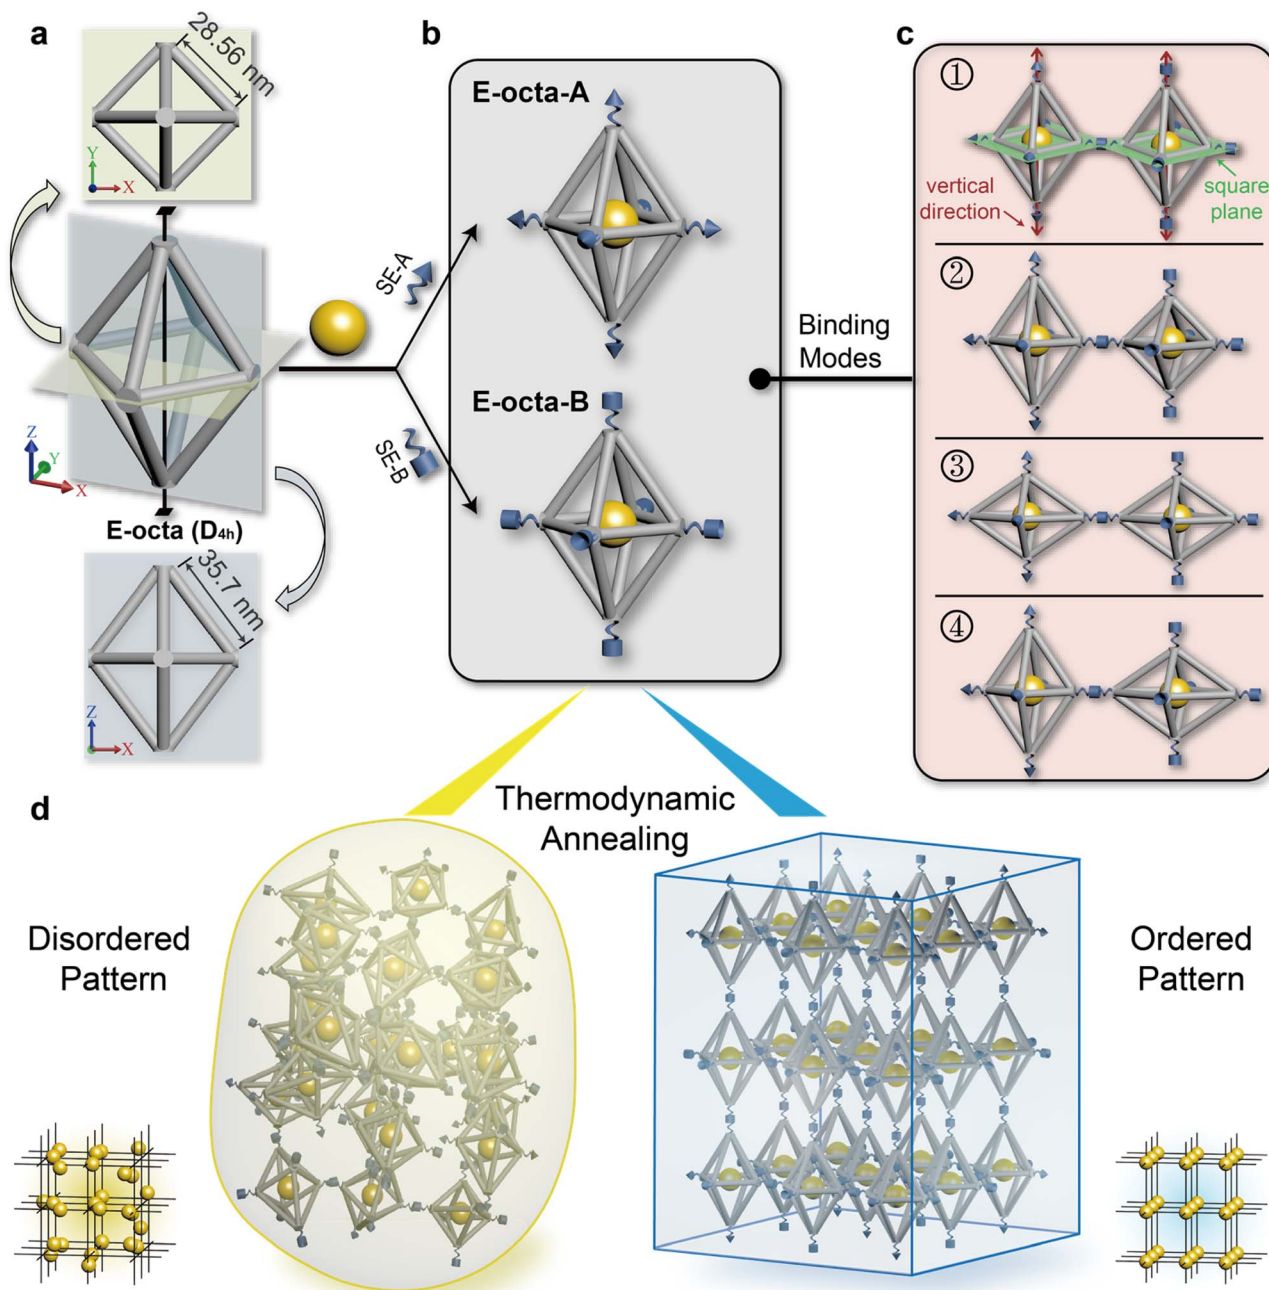 a
28.56 nm
Y
X
Z
Y
X
E-octa (D4h)
35.7 nm
Z
X
b
E-octa-A
SE-A
E-octa-B
SE-B
Binding
Modes
c
①
vertical
direction
square
plane
②
③
④
d
Thermodynamic
Annealing
Disordered
Pattern
Ordered
Pattern